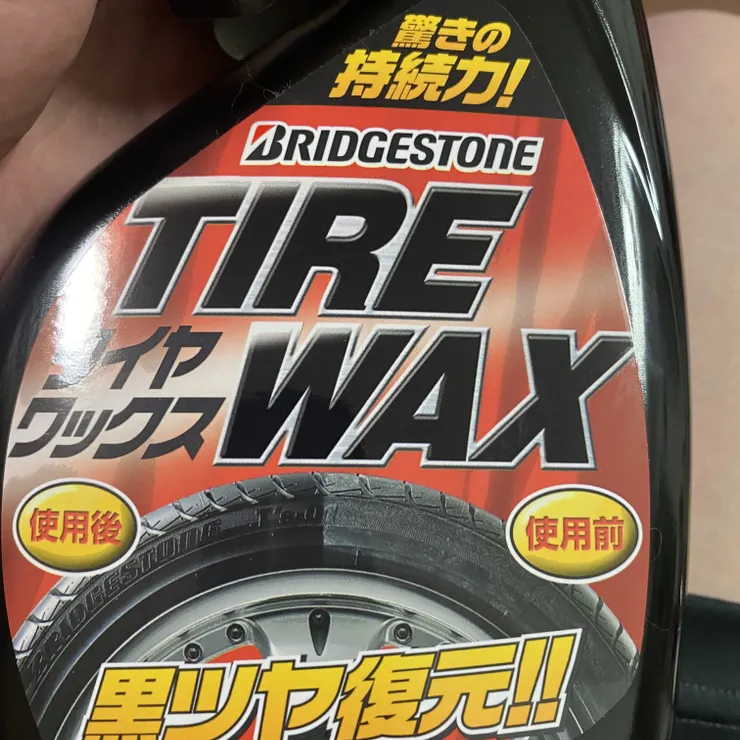 驚きの
持続力!
BRIDGESTONE
TIRE
WAX
タイヤ
ワックス
使用後
使用前
BRIDGESTONE
黒ツヤ復元!!